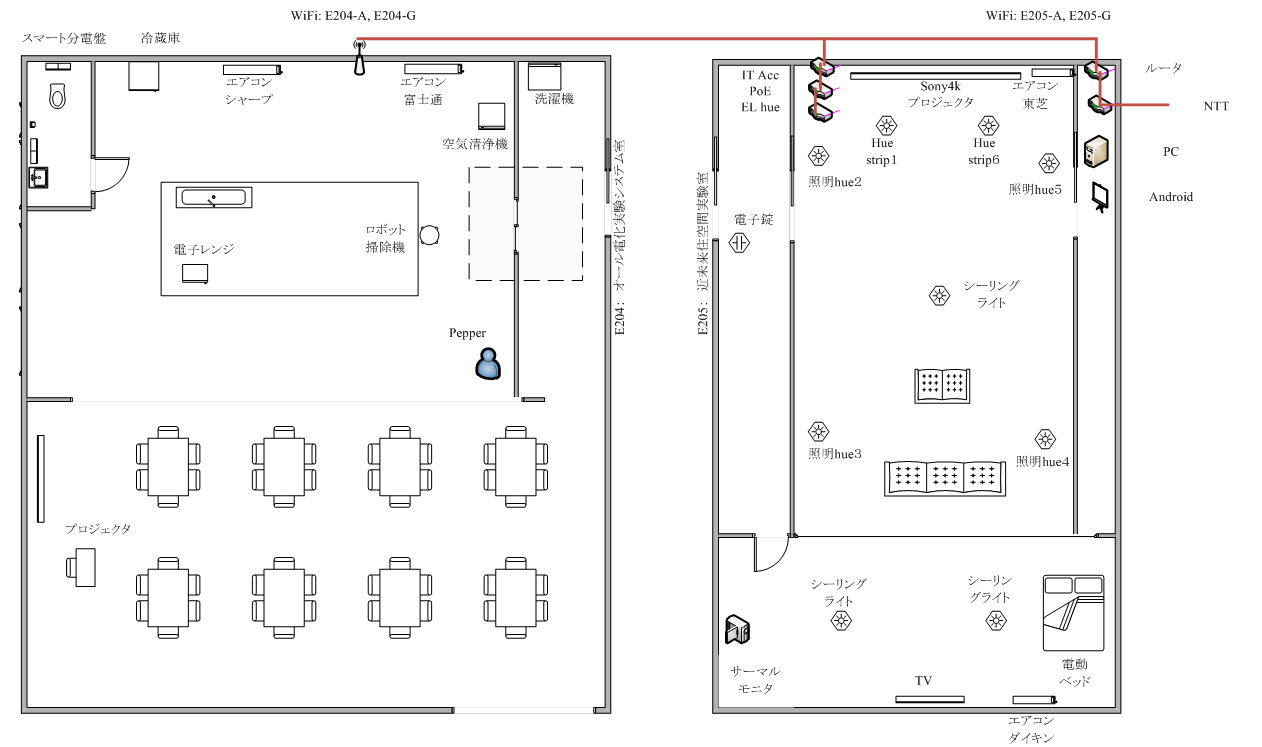 WiFi: E204-A, E204-G
WiFi: E205-A, E205-G
スマート分電盤
冷蔵庫
エアコン
シャープ
エアコン
富士通
洗濯機
空気清浄機
電子レンジ
ロボット
掃除機
Pepper
プロジェクタ
E204： オール電化実験システム室
E205： 近未来住空間実験室
IT Acc
PoE
EL hue
Sony4k
プロジェクタ
エアコン
東芝
ルータ
NTT
PC
Android
Hue
strip1
Hue
strip6
照明hue2
照明hue5
電子錠
シーリング
ライト
照明hue3
照明hue4
シーリング
ライト
シーリン
グライト
サーマル
モニタ
TV
電動
ベッド
エアコン
ダイキン